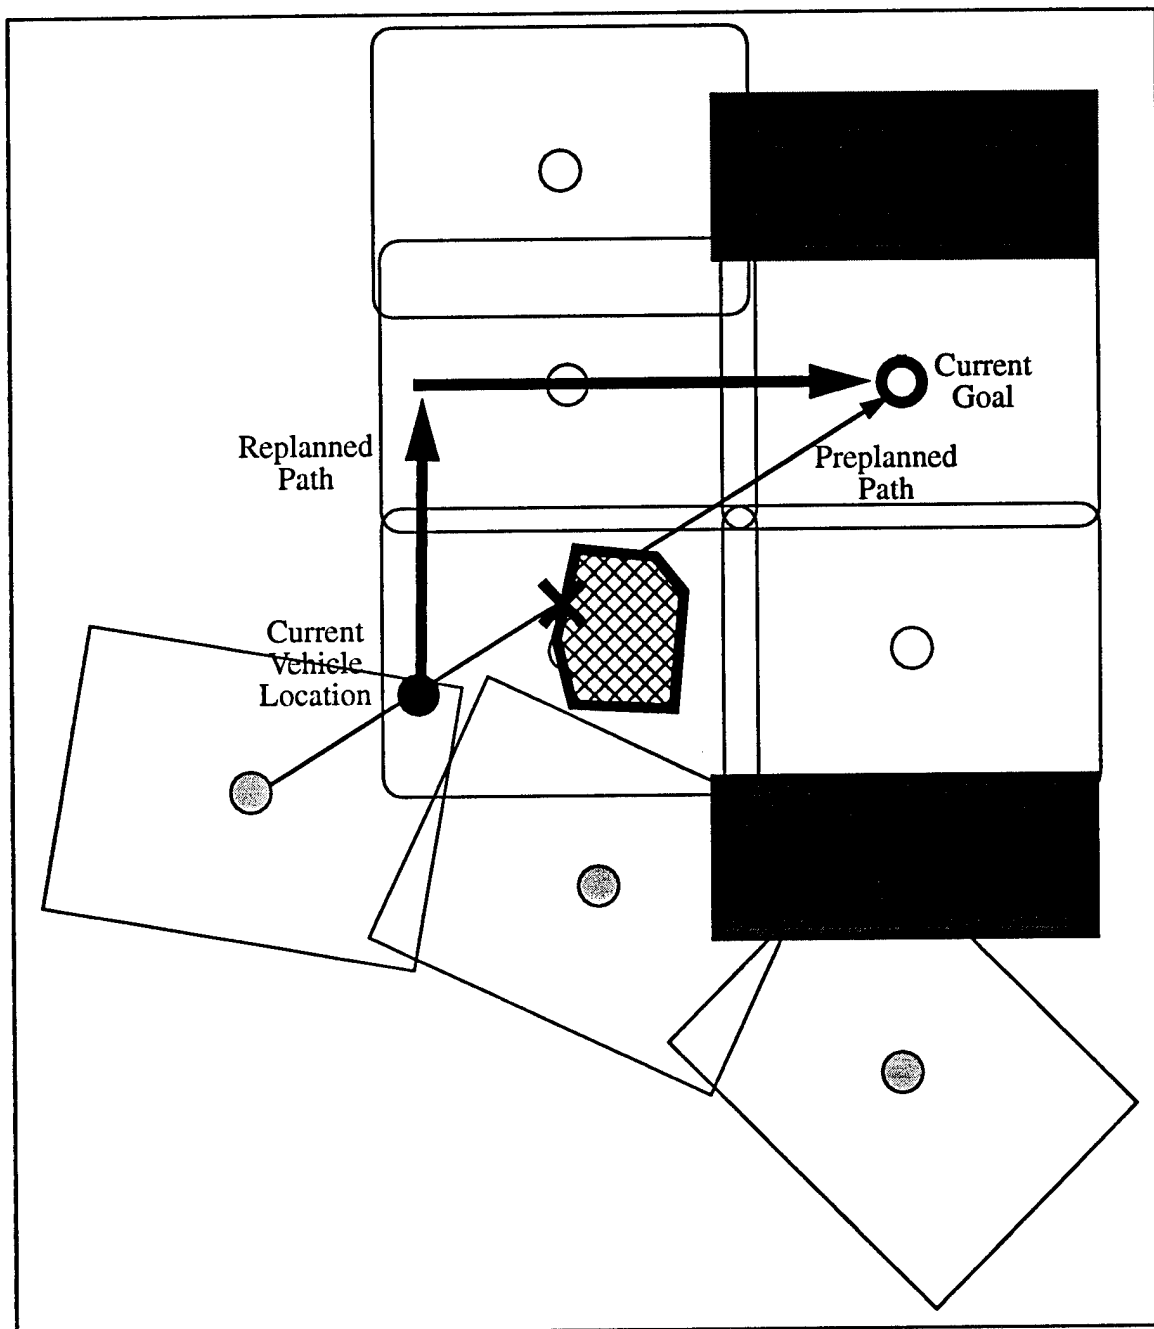 Current
Goal
Replanned
Path
Preplanned
Path
Current
Vehicle
Location